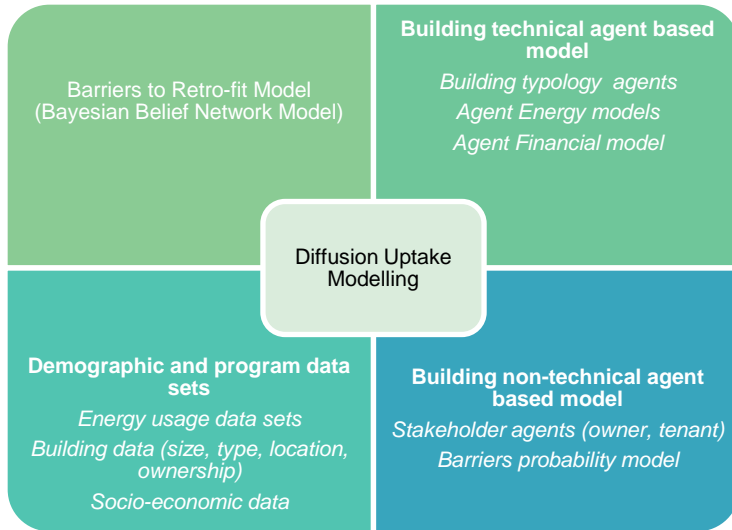 Barriers to Retro-fit Model
(Bayesian Belief Network Model)
Building technical agent based
model
Building typology agents
Agent Energy models
Agent Financial model
Diffusion Uptake
Modelling
Demographic and program data
sets
Energy usage data sets
Building data (size, type, location,
ownership)
Socio-economic data
Building non-technical agent
based model
Stakeholder agents (owner, tenant)
Barriers probability model